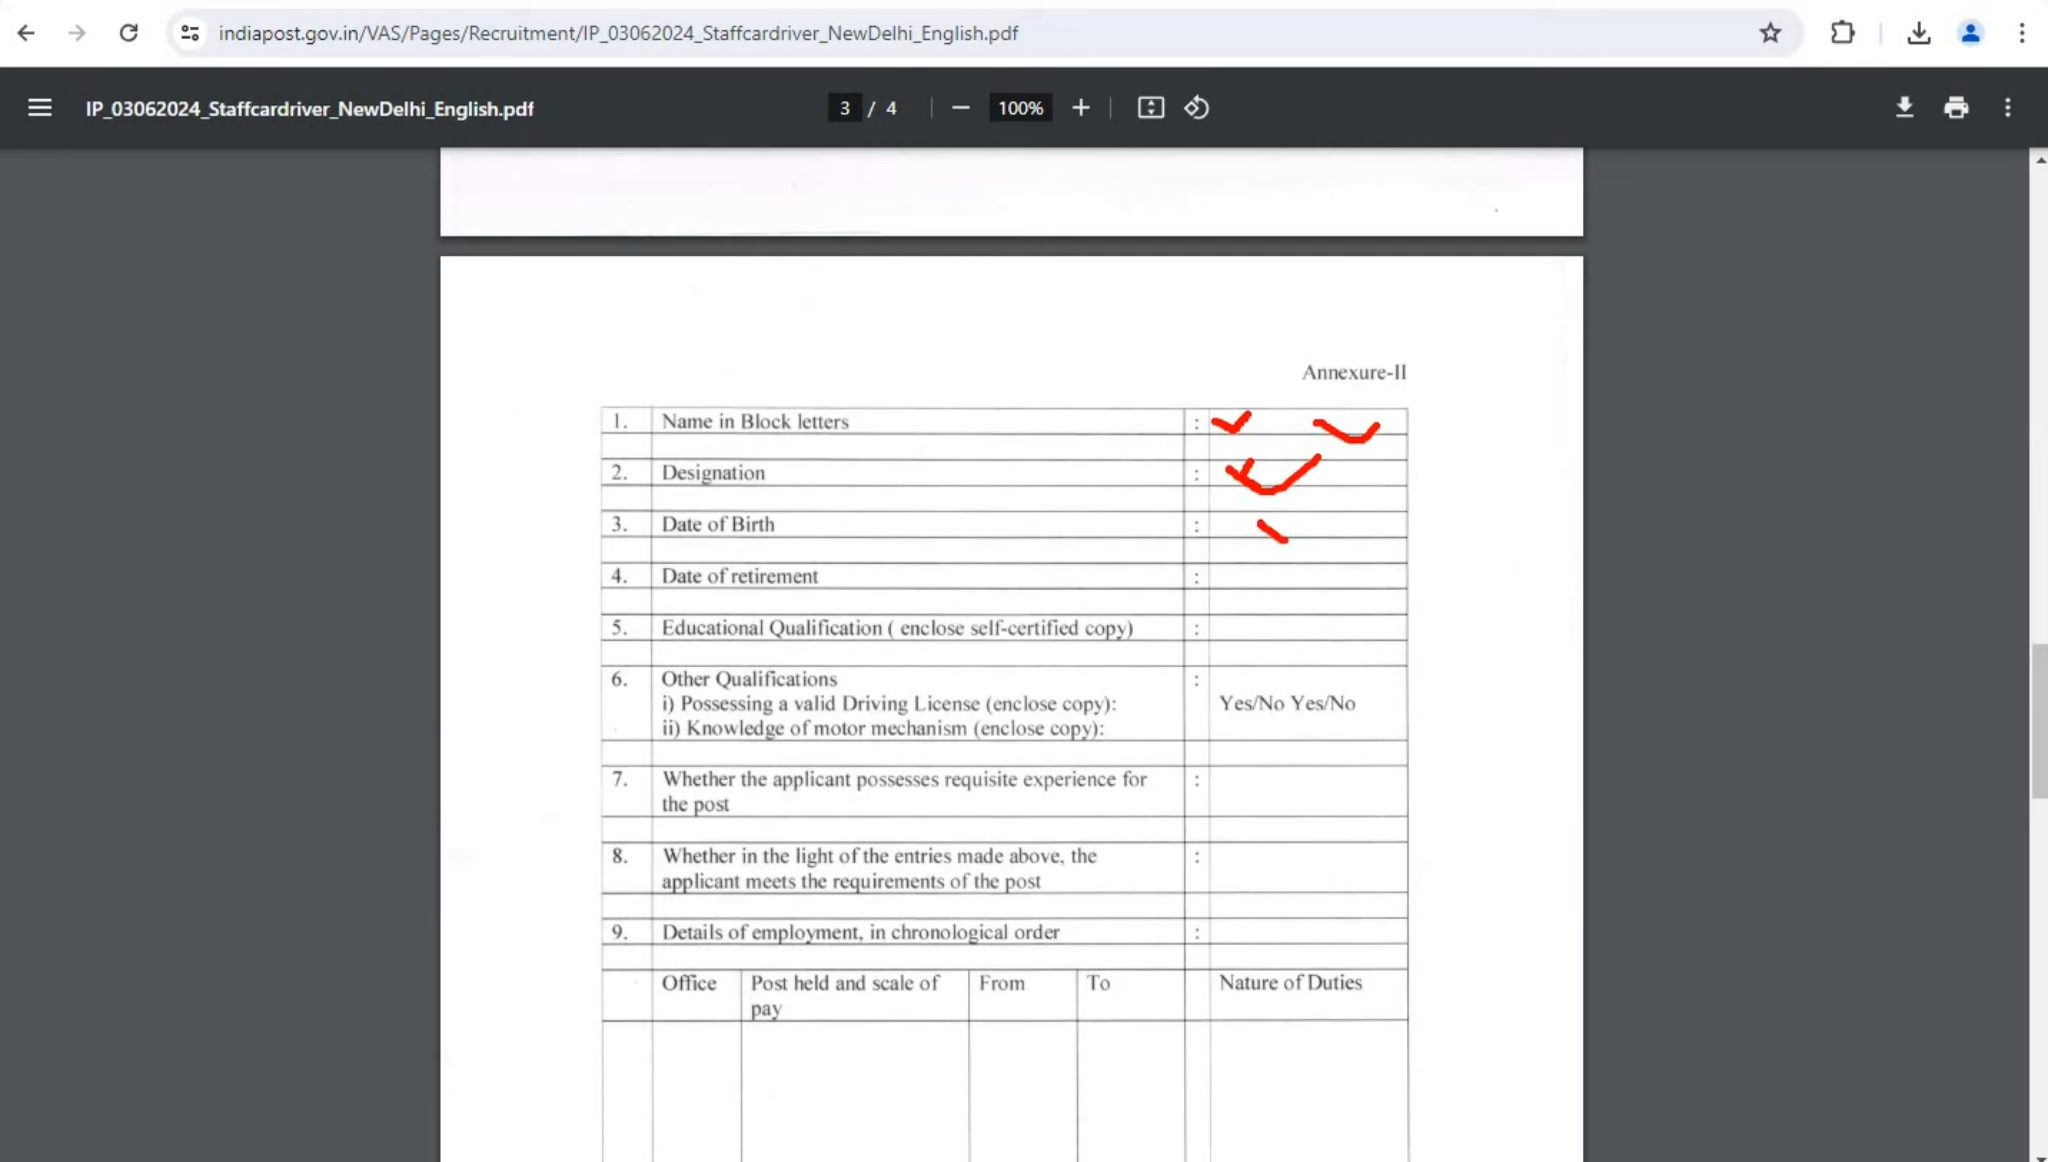 indiapost.gov.in/VAS/Pages/Recruitment/IP_03062024_Staffcardriver_NewDelhi_English.pdf
IP_03062024_Staffcardriver_NewDelhi_English.pdf
3 / 4
100%
Annexure-II
1. Name in Block letters :
2. Designation :
3. Date of Birth :
4. Date of retirement :
5. Educational Qualification ( enclose self-certified copy) :
6. Other Qualifications :
i) Possessing a valid Driving License (enclose copy): Yes/No Yes/No
ii) Knowledge of motor mechanism (enclose copy):
7. Whether the applicant possesses requisite experience for :
the post
8. Whether in the light of the entries made above, the :
applicant meets the requirements of the post
9. Details of employment, in chronological order :
Office Post held and scale of From To Nature of Duties
pay